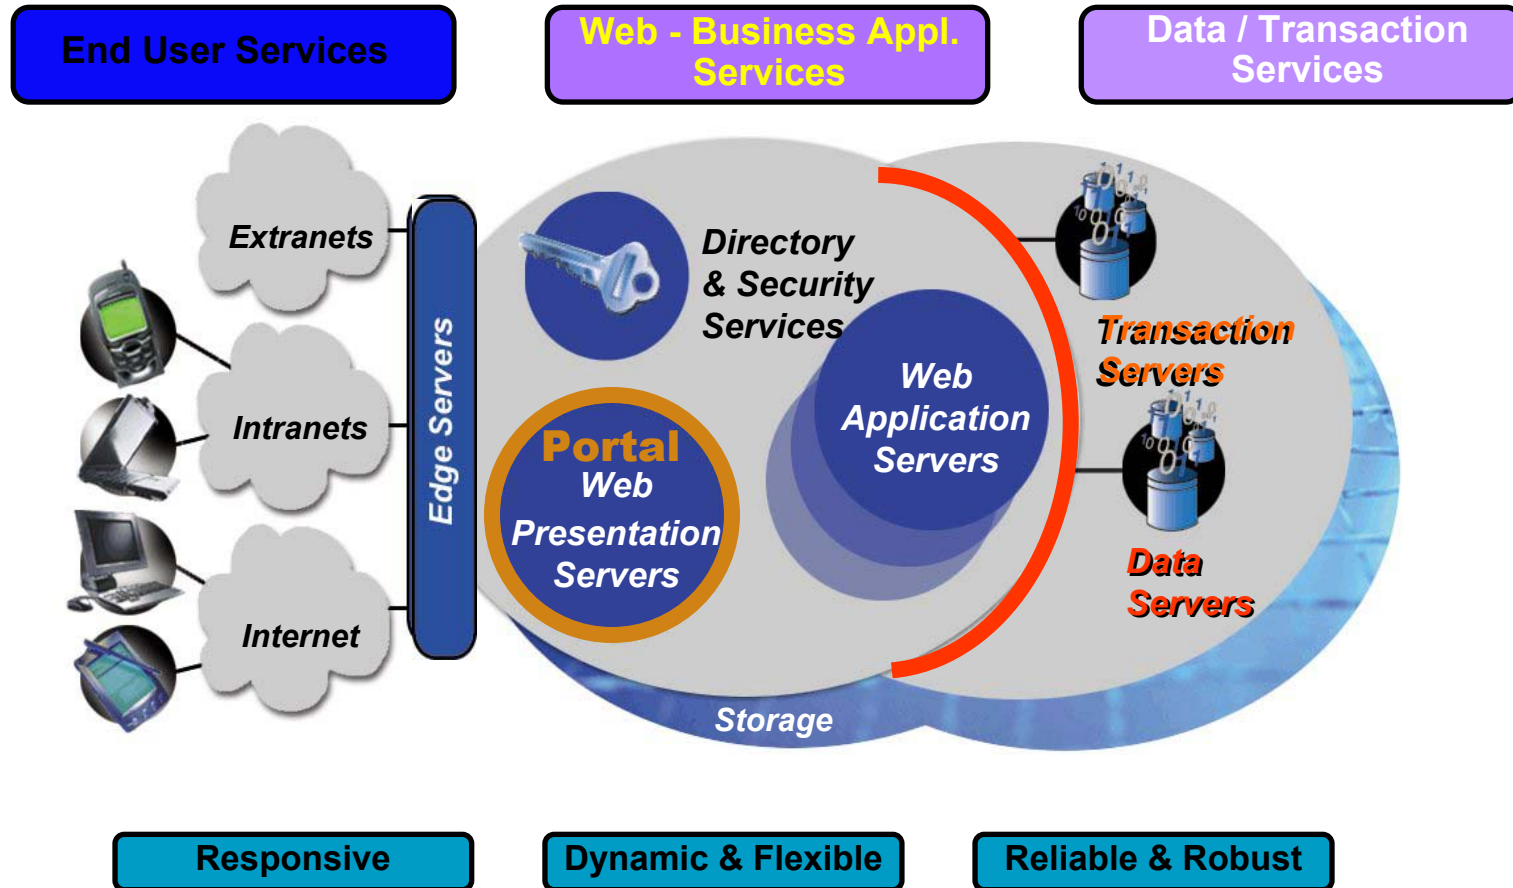 End User Services
Web - Business Appl.
Services
Data / Transaction
Services
Extranets
Intranets
Internet
Edge Servers
Directory
& Security
Services
Portal
Web
Presentation
Servers
Web
Application
Servers
Transaction
Servers
Data
Servers
Storage
Responsive
Dynamic & Flexible
Reliable & Robust